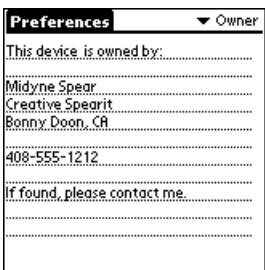 Preferences
Owner
This device is owned by:
Midyne Spear
Creative Spearit
Bonny Doon, CA
408-555-1212
If found, please contact me.